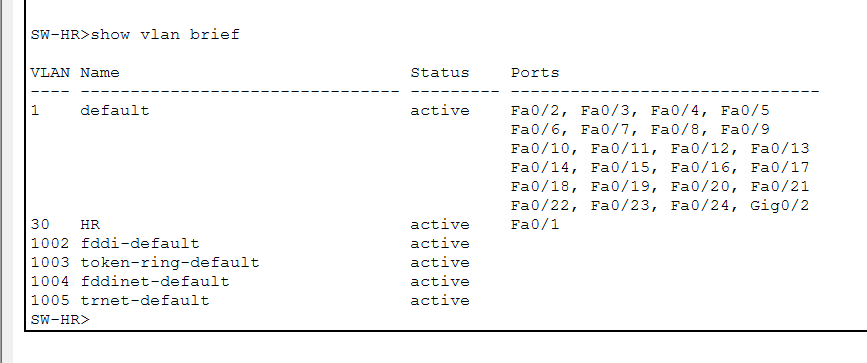 SW-HR>show vlan brief
VLAN Name                             Status    Ports
---- -------------------------------- --------- -------------------------------
1    default                          active    Fa0/2, Fa0/3, Fa0/4, Fa0/5
                                                Fa0/6, Fa0/7, Fa0/8, Fa0/9
                                                Fa0/10, Fa0/11, Fa0/12, Fa0/13
                                                Fa0/14, Fa0/15, Fa0/16, Fa0/17
                                                Fa0/18, Fa0/19, Fa0/20, Fa0/21
                                                Fa0/22, Fa0/23, Fa0/24, Gig0/2
30   HR                               active    Fa0/1
1002 fddi-default                     active
1003 token-ring-default               active
1004 fddinet-default                  active
1005 trnet-default                    active
SW-HR>